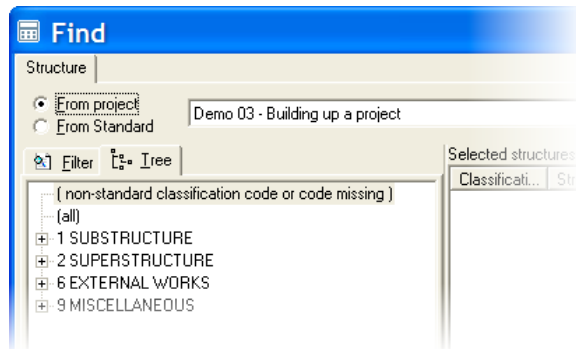 Find
Structure
From project
Demo 03 - Building up a project
From Standard
Filter
Tree
Selected structures
Classificati...
( non-standard classification code or code missing )
(all)
1 SUBSTRUCTURE
2 SUPERSTRUCTURE
6 EXTERNAL WORKS
9 MISCELLANEOUS